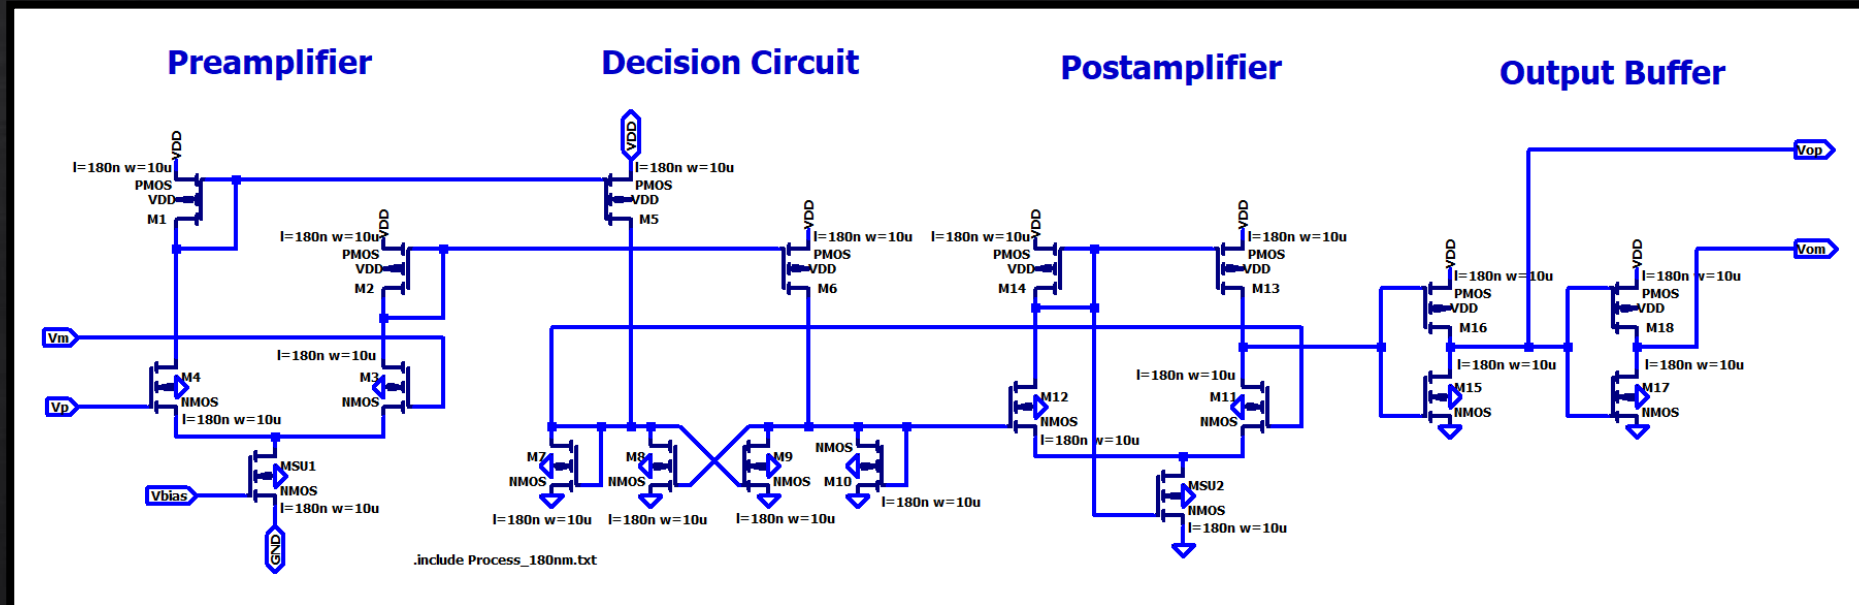 Preamplifier
Decision Circuit
Postamplifier
Output Buffer
VDD
l=180n w=10u
PMOS
VDD
M1
VDD
l=180n w=10u
PMOS
VDD
M2
Vm
l=180n w=10u
M4
NMOS
l=180n w=10u
M3
NMOS
Vp
MSU1
NMOS
l=180n w=10u
Vbias
GND
VDD
l=180n w=10u
PMOS
VDD
M5
VDD
l=180n w=10u
PMOS
VDD
M6
M7
NMOS
l=180n w=10u
M8
NMOS
l=180n w=10u
M9
NMOS
l=180n w=10u
NMOS
M10
l=180n w=10u
.include Process_180nm.txt
VDD
l=180n w=10u
PMOS
VDD
M14
VDD
l=180n w=10u
PMOS
VDD
M13
M12
NMOS
l=180n w=10u
l=180n w=10u
M11
NMOS
MSU2
NMOS
l=180n w=10u
VDD
l=180n w=10u
PMOS
VDD
M16
l=180n w=10u
M15
NMOS
VDD
l=180n w=10u
PMOS
VDD
M18
l=180n w=10u
M17
NMOS
Vop
Vom